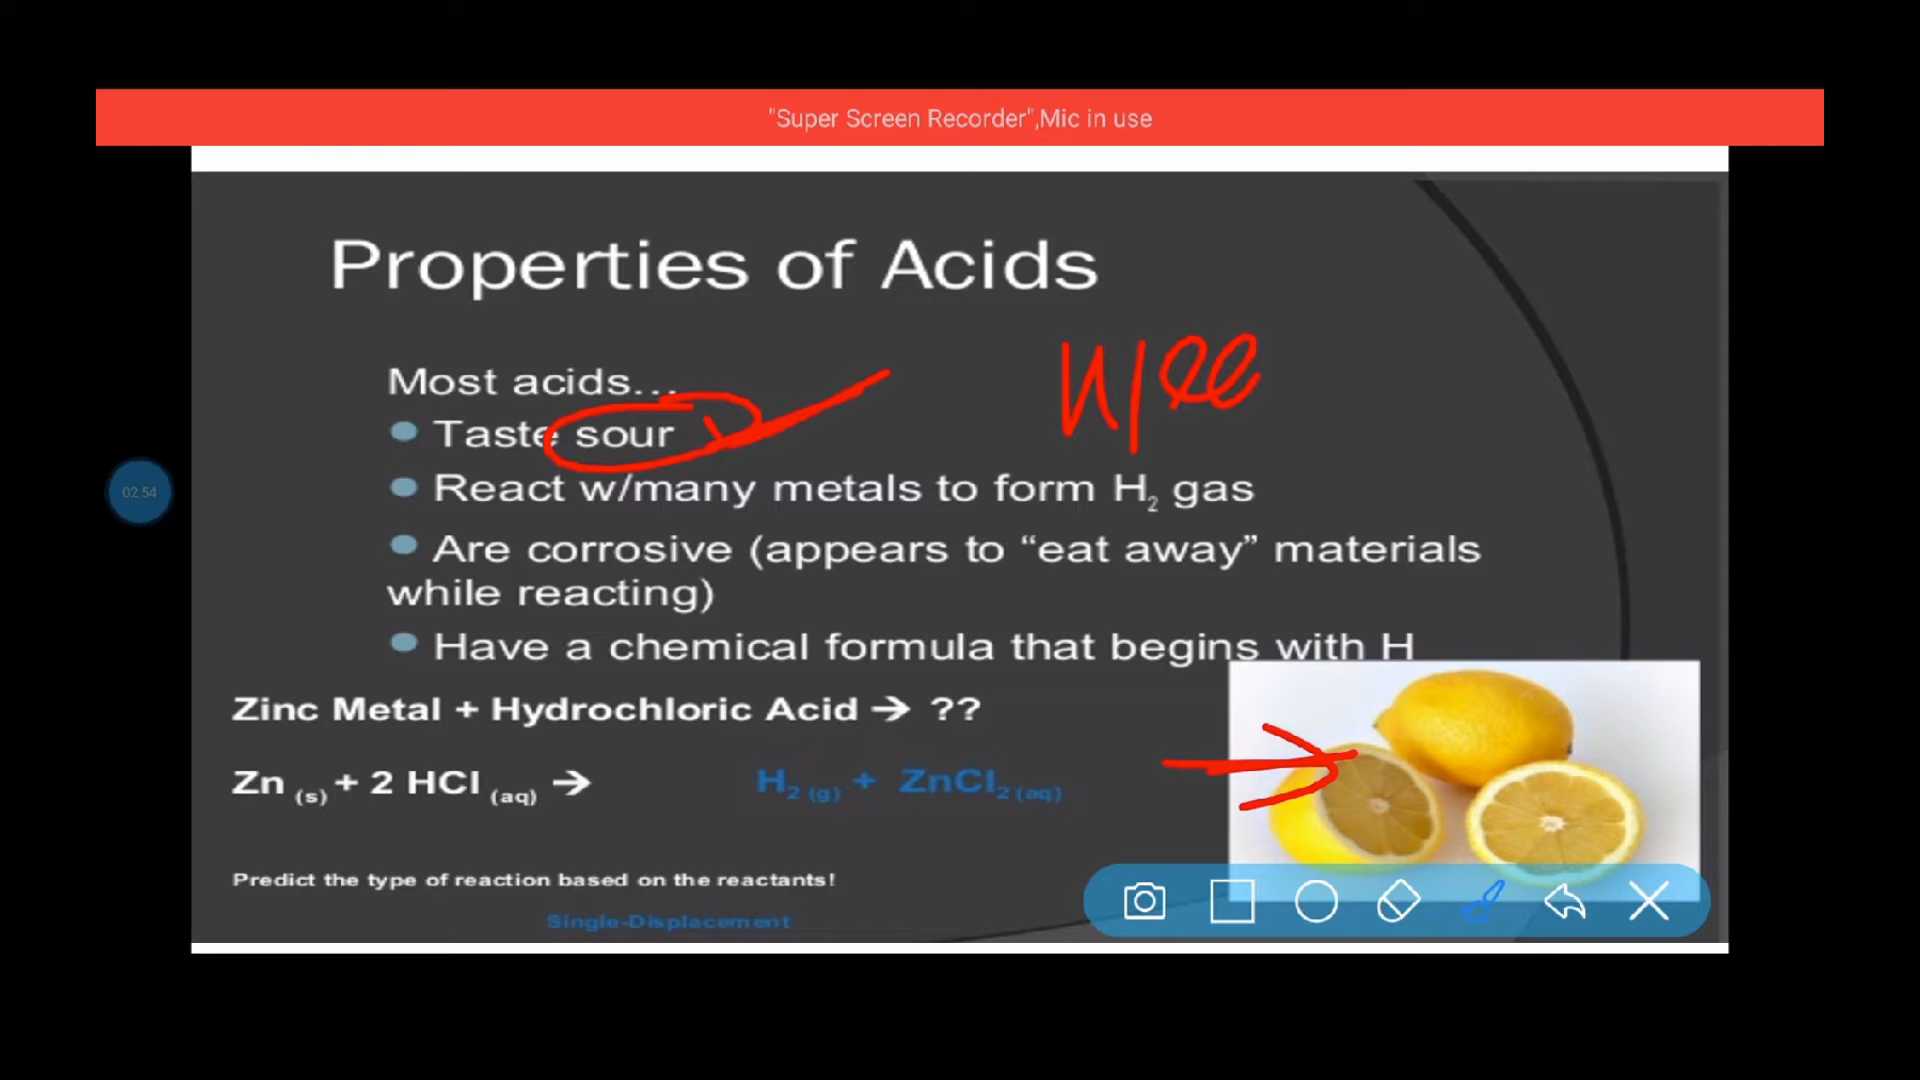 "Super Screen Recorder",Mic in use
Properties of Acids
Most acids...
Taste sour
React w/many metals to form H₂ gas
Are corrosive (appears to “eat away” materials
while reacting)
Have a chemical formula that begins with H
Zinc Metal + Hydrochloric Acid → ??
Zn (s) + 2 HCl (aq) → H₂ (g) + ZnCl₂ (aq)
Predict the type of reaction based on the reactants!
Single-Displacement
02:54